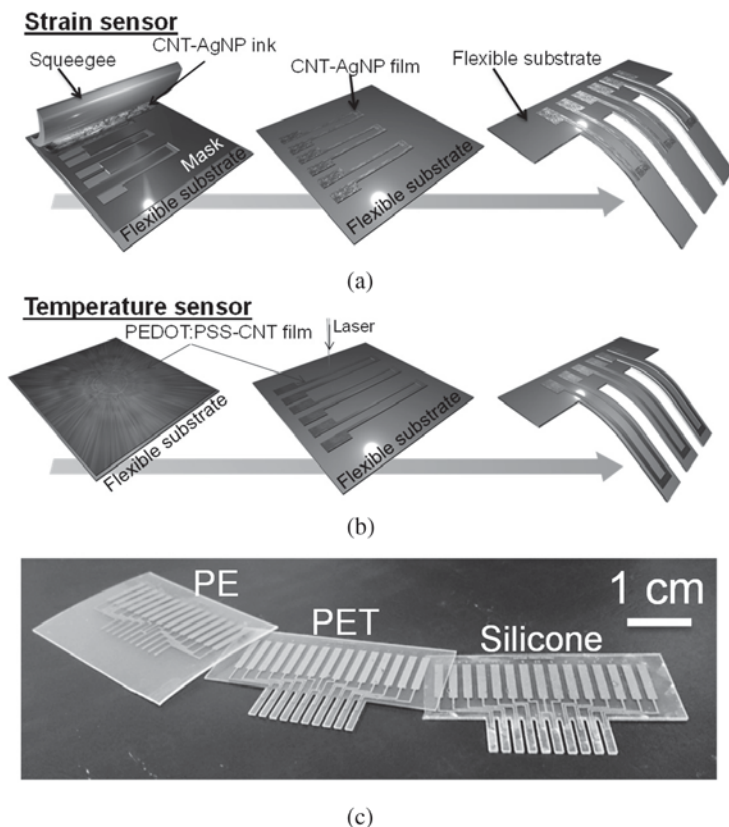 Strain sensor
CNT-AgNP ink
Squeegee
CNT-AgNP film
Flexible substrate
Mask
Flexible substrate
Flexible substrate
(a)
Temperature sensor
PEDOT:PSS-CNT film
Laser
Flexible substrate
Flexible substrate
(b)
PE
PET
Silicone
1 cm
(c)